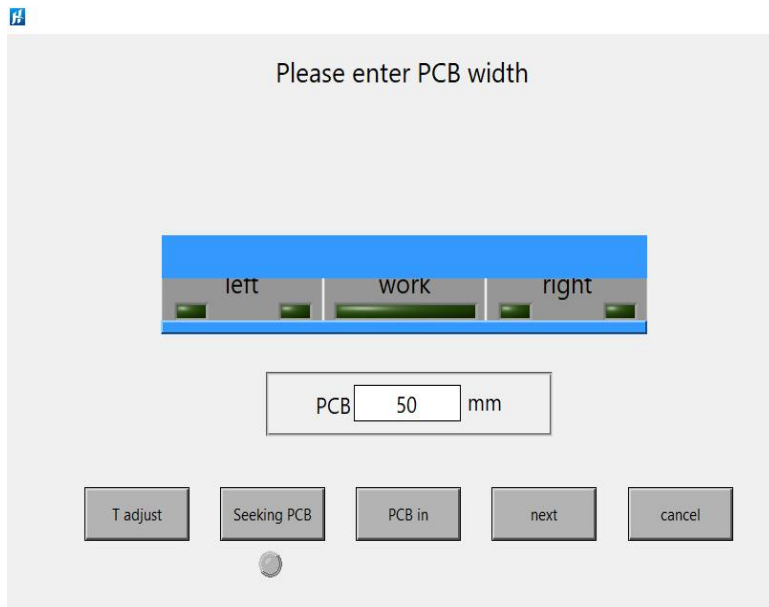 Please enter PCB width
left work right
PCB 50 mm
T adjust Seeking PCB PCB in next cancel